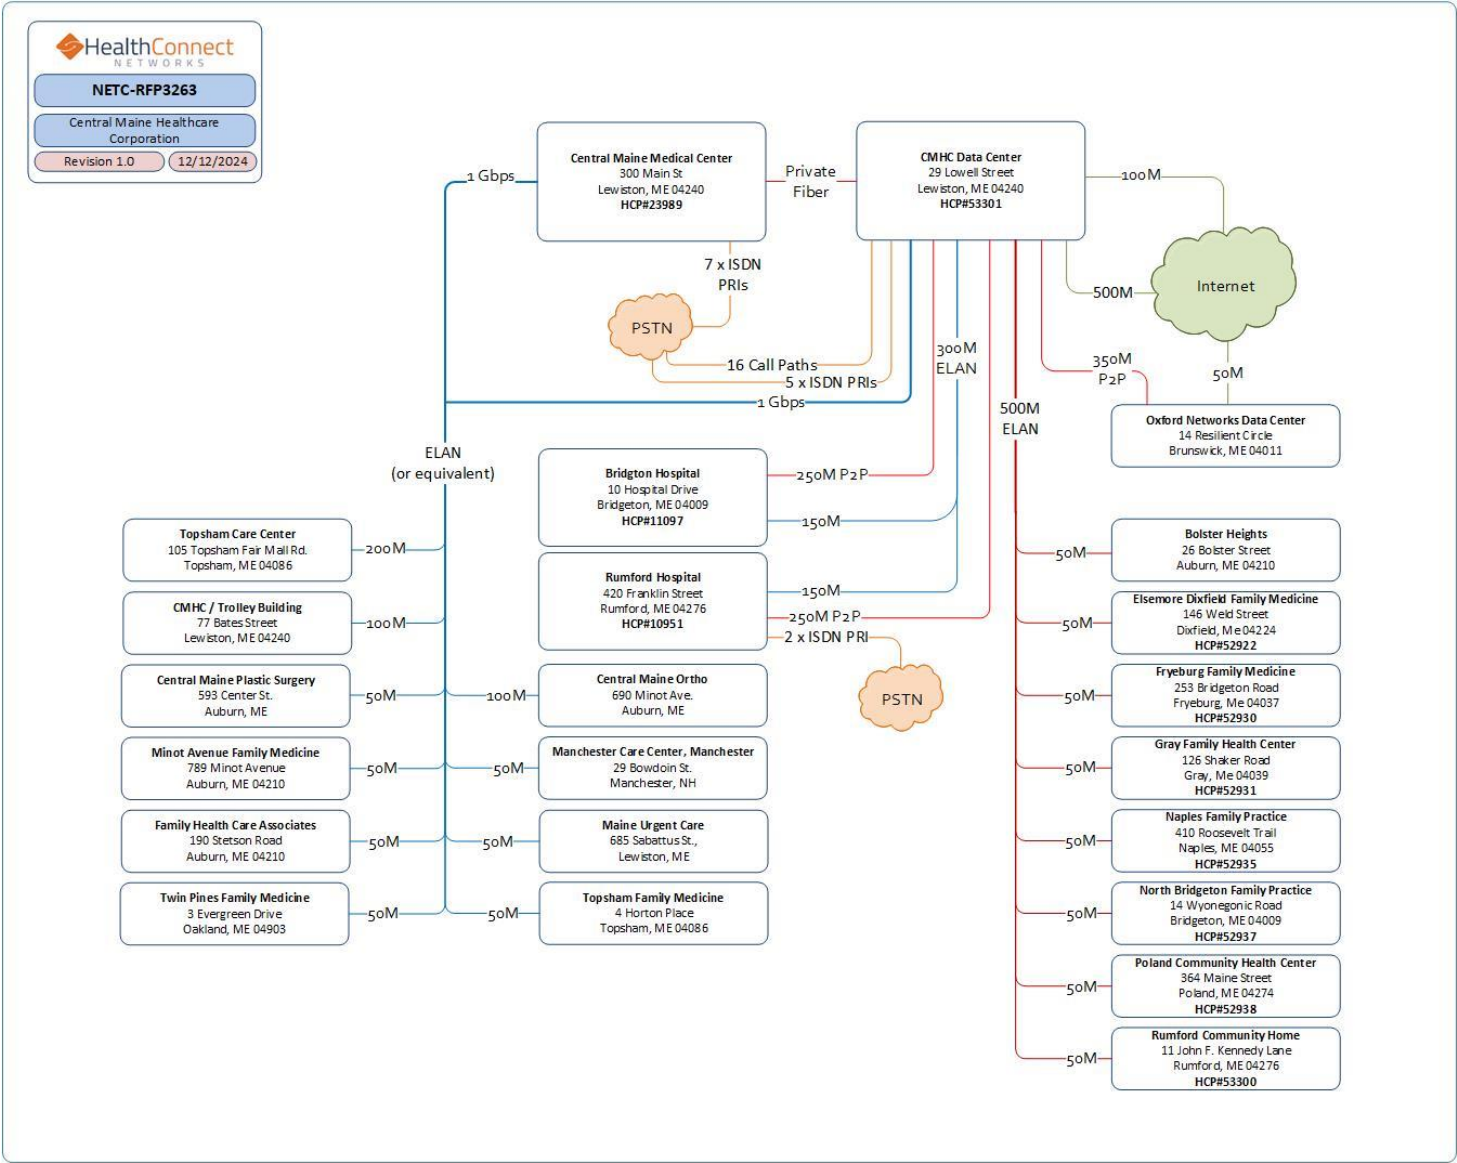 HealthConnect
NETWORKS
NETC-RFP3263
Central Maine Healthcare
Corporation
Revision 1.0
12/12/2024
1 Gbps
Central Maine Medical Center
300 Main St
Lewiston, ME 04240
HCP#23989
Private
Fiber
CMHC Data Center
29 Lowell Street
Lewiston, ME 04240
HCP#53301
100M
7 x ISDN
PRIs
PSTN
16 Call Paths
5 x ISDN PRIs
1 Gbps
300M
ELAN
500M
ELAN
500M
Internet
350M
P2P
50M
Oxford Networks Data Center
14 Resilient Circle
Brunswick, ME 04011
ELAN
(or equivalent)
Bridgton Hospital
10 Hospital Drive
Bridgeton, ME 04009
HCP#11097
250M P2P
150M
Rumford Hospital
420 Franklin Street
Rumford, ME 04276
HCP#10951
150M
250M P2P
2 x ISDN PRI
PSTN
Topsham Care Center
105 Topsham Fair Mall Rd.
Topsham, ME 04086
200M
CMHC / Trolley Building
77 Bates Street
Lewiston, ME 04240
100M
Central Maine Plastic Surgery
593 Center St.
Auburn, ME
50M
Minot Avenue Family Medicine
789 Minot Avenue
Auburn, ME 04210
50M
Family Health Care Associates
190 Stetson Road
Auburn, ME 04210
50M
Twin Pines Family Medicine
3 Evergreen Drive
Oakland, ME 04903
50M
100M
Central Maine Ortho
690 Minot Ave.
Auburn, ME
50M
Manchester Care Center, Manchester
29 Bowdoin St.
Manchester, NH
50M
Maine Urgent Care
685 Sabattus St.,
Lewiston, ME
50M
Topsham Family Medicine
4 Horton Place
Topsham, ME 04086
50M
Bolster Heights
26 Bolster Street
Auburn, ME 04210
50M
Elsemore Dixfield Family Medicine
146 Weld Street
Dixfield, Me 04224
HCP#52922
50M
Fryeburg Family Medicine
253 Bridgeton Road
Fryeburg, Me 04037
HCP#52930
50M
Gray Family Health Center
126 Shaker Road
Gray, Me 04039
HCP#52931
50M
Naples Family Practice
410 Roosevelt Trail
Naples, ME 04055
HCP#52935
50M
North Bridgeton Family Practice
14 Wyonegonic Road
Bridgeton, ME 04009
HCP#52937
50M
Poland Community Health Center
364 Maine Street
Poland, ME 04274
HCP#52938
50M
Rumford Community Home
11 John F. Kennedy Lane
Rumford, ME 04276
HCP#53300
50M